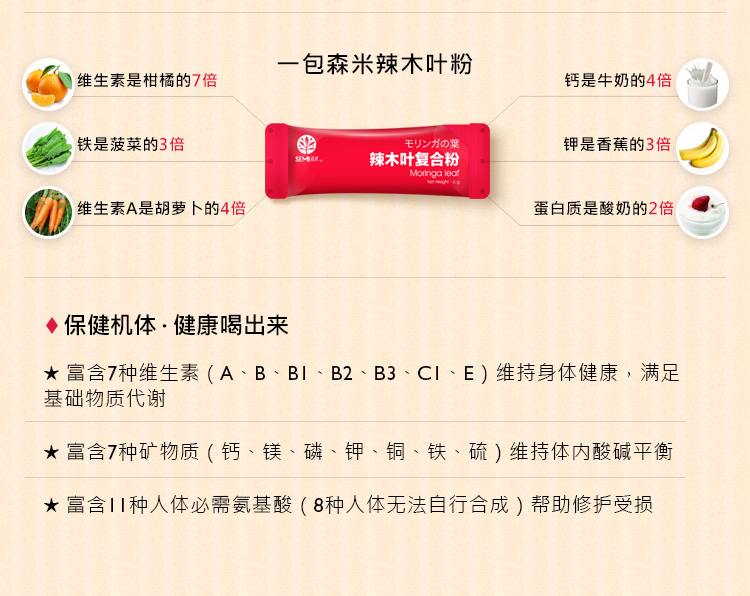 一包森米辣木叶粉
维生素是柑橘的7倍
铁是菠菜的3倍
维生素A是胡萝卜的4倍
モリンガの葉
辣木叶复合粉
Moringa leaf
Net Weight : 6 g
SEMI森米
钙是牛奶的4倍
钾是香蕉的3倍
蛋白质是酸奶的2倍
♦保健机体·健康喝出来
★ 富含7种维生素（A、B、B1、B2、B3、C1、E）维持身体健康，满足
基础物质代谢
★ 富含7种矿物质（钙、镁、磷、钾、铜、铁、硫）维持体内酸碱平衡
★ 富含11种人体必需氨基酸（8种人体无法自行合成）帮助修护受损